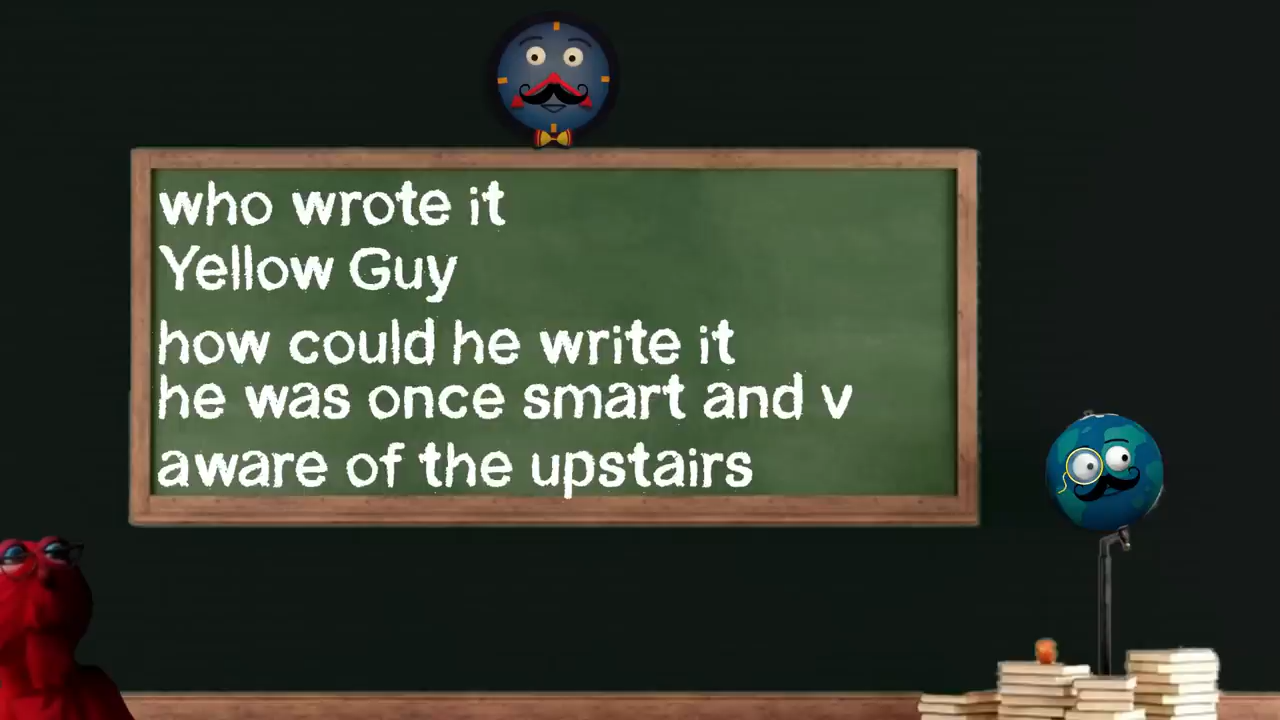 who wrote it
Yellow Guy
how could he write it
he was once smart and v
aware of the upstairs